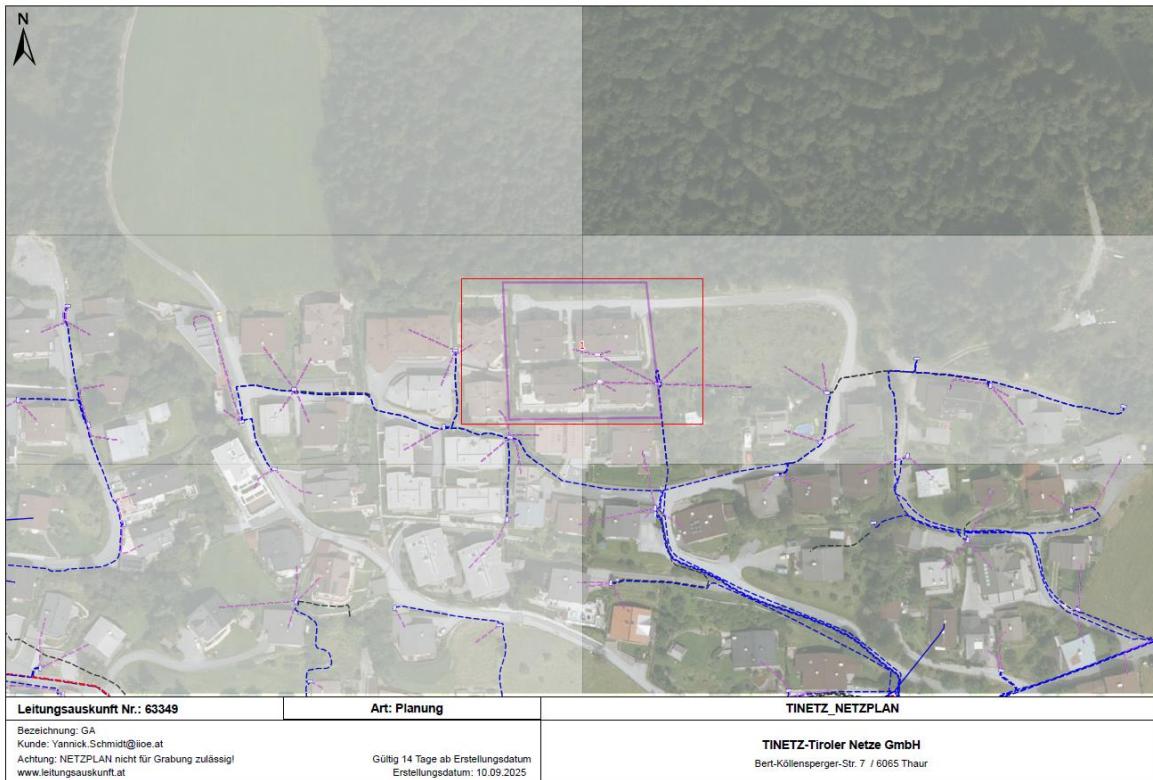 N
1
Leitungsauskunft Nr.: 63349
Art: Planung
TINETZ_NETZPLAN
Bezeichnung: GA
Kunde: Yannick.Schmidt@iioe.at
Achtung: NETZPLAN nicht für Grabung zulässig!
www.leitungsauskunft.at
Gültig 14 Tage ab Erstellungsdatum
Erstellungsdatum: 10.09.2025
TINETZ-Tiroler Netze GmbH
Bert-Köllensperger-Str. 7 / 6065 Thaur